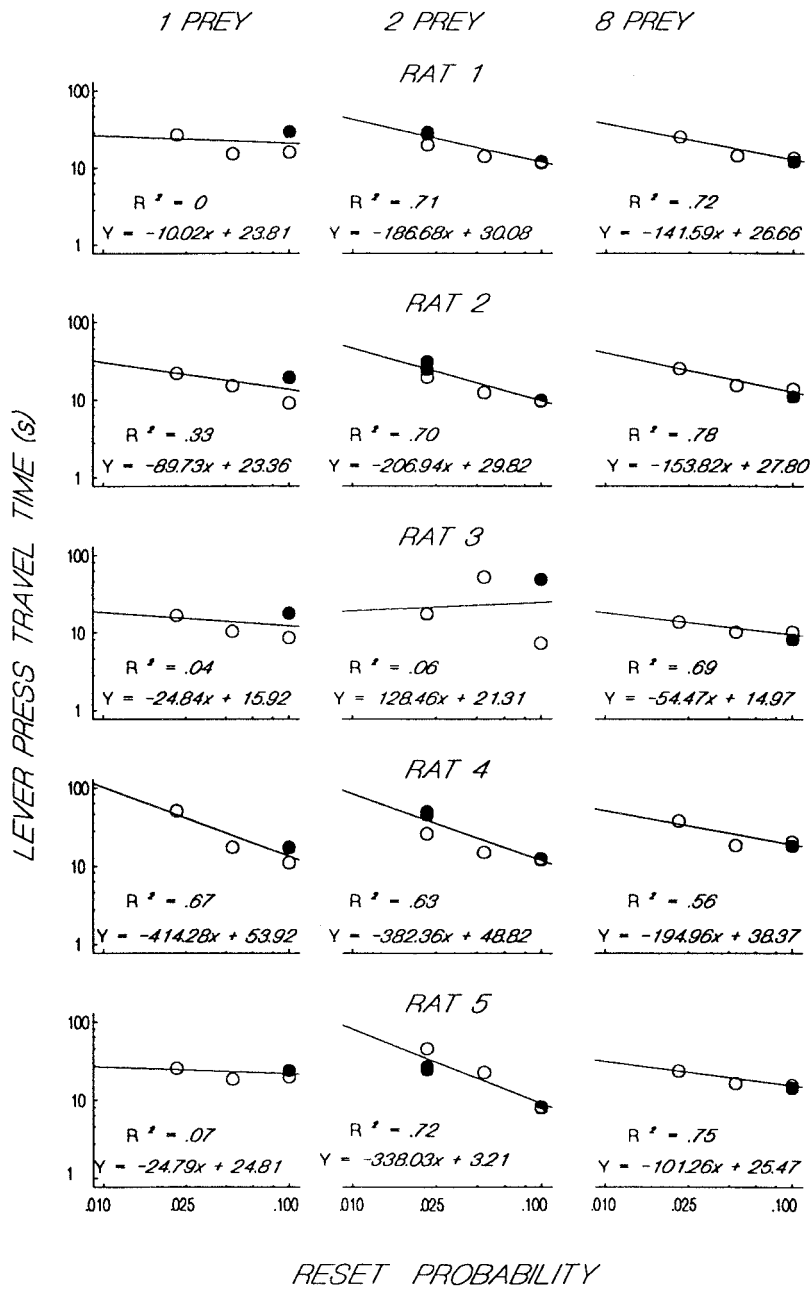 1 PREY 2 PREY 8 PREY
RAT 1
100
10
1
R² = 0 R² = .71 R² = .72
Y = -10.02x + 23.81 Y = -186.68x + 30.08 Y = -141.59x + 26.66
RAT 2
100
10
1
R² = .33 R² = .70 R² = .78
Y = -89.73x + 23.36 Y = -206.94x + 29.82 Y = -153.82x + 27.80
RAT 3
100
10
1
R² = .04 R² = .06 R² = .69
Y = -24.84x + 15.92 Y = 128.46x + 21.31 Y = -54.47x + 14.97
RAT 4
100
10
1
R² = .67 R² = .63 R² = .56
Y = -414.28x + 53.92 Y = -382.36x + 48.82 Y = -194.96x + 38.37
RAT 5
100
10
1
R² = .07 R² = .72 R² = .75
Y = -24.79x + 24.81 Y = -338.03x + 3.21 Y = -101.26x + 25.47
.010 .025 .100 .010 .025 .100 .010 .025 .100
LEVER PRESS TRAVEL TIME (s)
RESET PROBABILITY